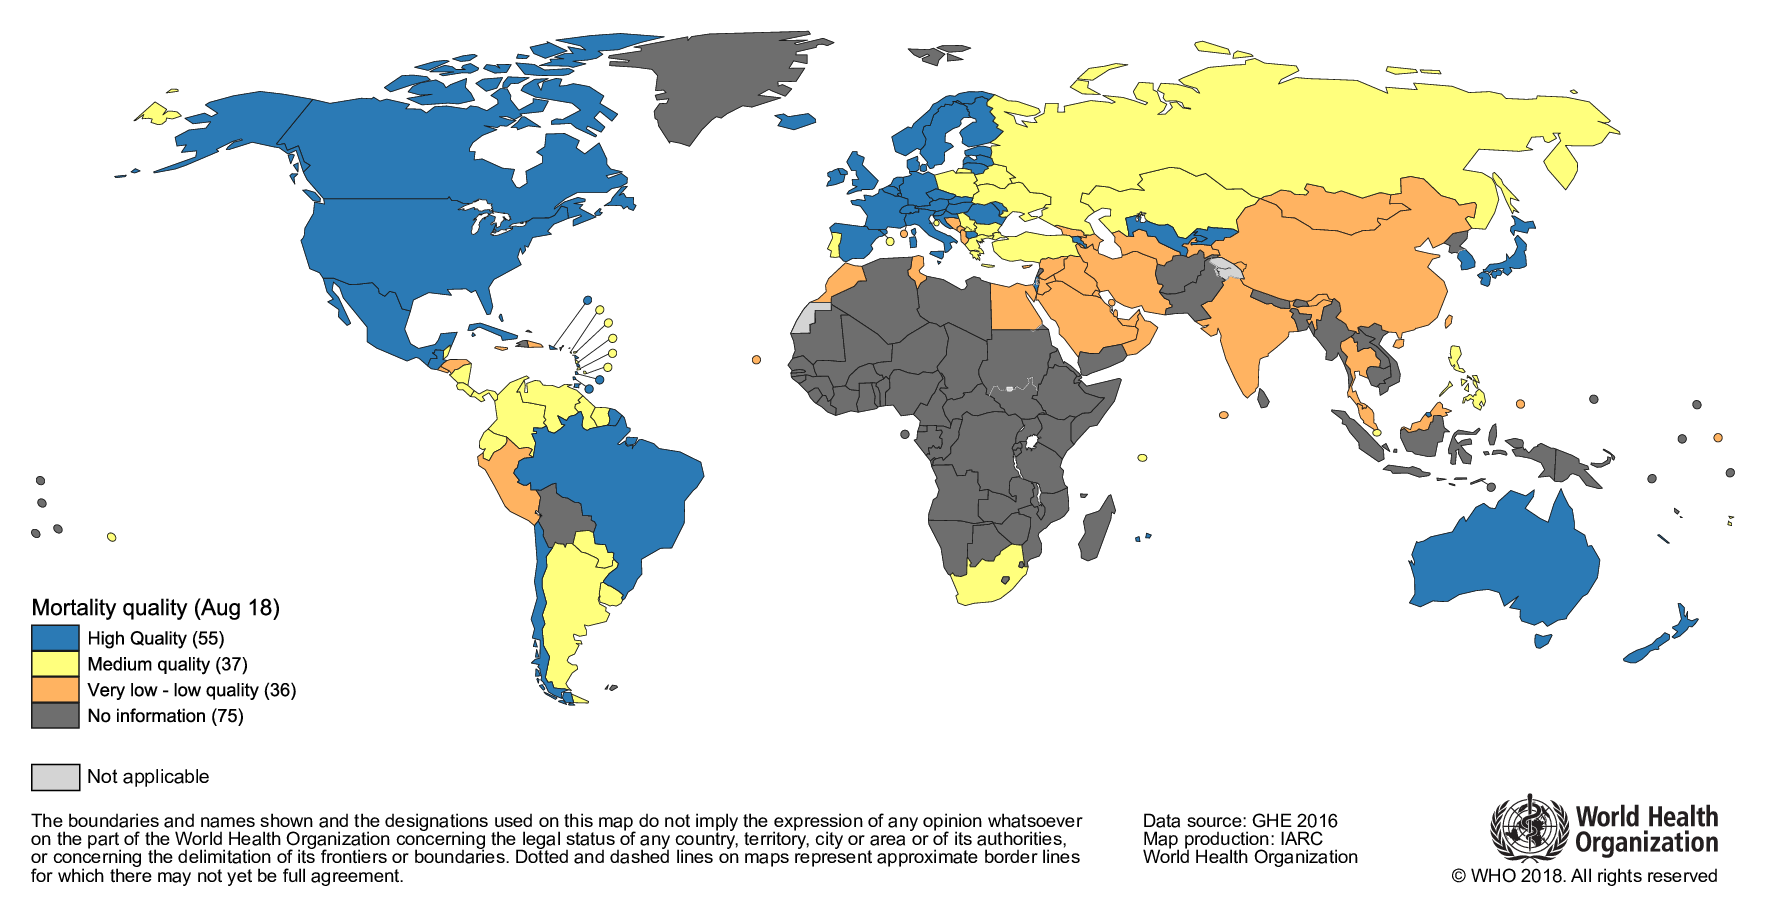 Mortality quality (Aug 18)
High Quality (55)
Medium quality (37)
Very low - low quality (36)
No information (75)
Not applicable
The boundaries and names shown and the designations used on this map do not imply the expression of any opinion whatsoever
on the part of the World Health Organization concerning the legal status of any country, territory, city or area or of its authorities,
or concerning the delimitation of its frontiers or boundaries. Dotted and dashed lines on maps represent approximate border lines
for which there may not yet be full agreement.
Data source: GHE 2016
Map production: IARC
World Health Organization
World Health
Organization
© WHO 2018. All rights reserved